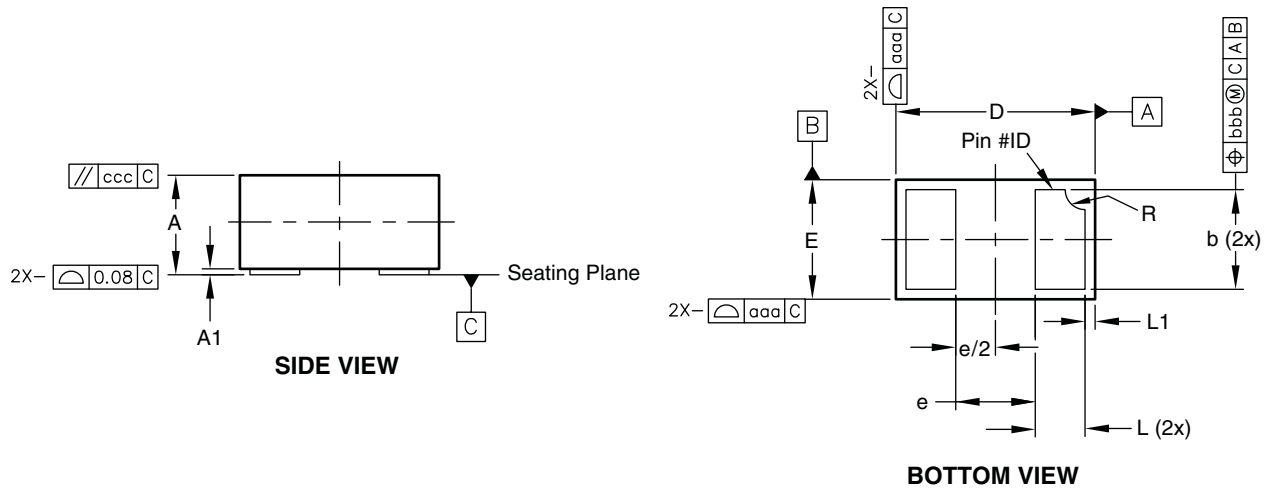 // ccc C
A
2X- ⌓ 0.08 C
A1
Seating Plane
C
SIDE VIEW
2X- ⌓ aaa C
D
A
B
Pin #ID
⌖ bbb Ⓜ C A B
R
E
b (2x)
2X- ⌓ aaa C
L1
e/2
e
L (2x)
BOTTOM VIEW